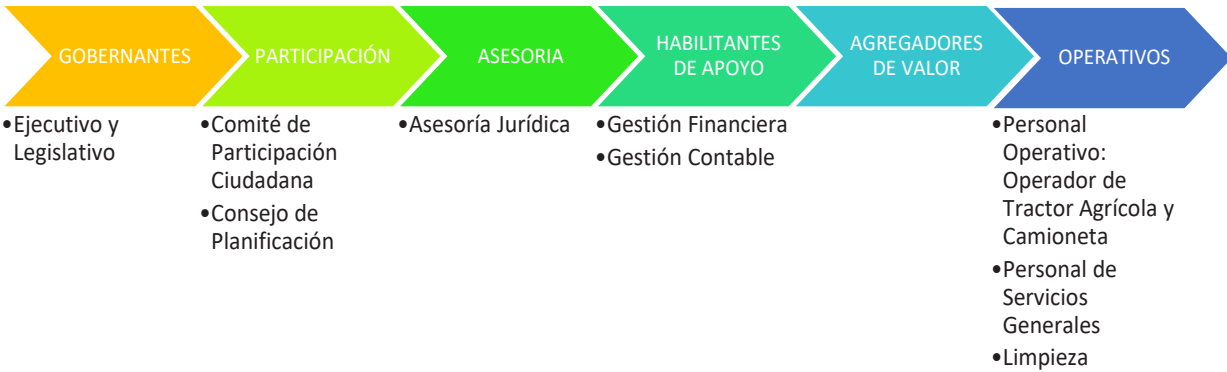 GOBERNANTES
PARTICIPACIÓN
ASESORIA
HABILITANTES
DE APOYO
AGREGADORES
DE VALOR
OPERATIVOS
•Ejecutivo y
Legislativo
•Comité de
Participación
Ciudadana
•Consejo de
Planificación
•Asesoría Jurídica
•Gestión Financiera
•Gestión Contable
•Personal
Operativo:
Operador de
Tractor Agrícola y
Camioneta
•Personal de
Servicios
Generales
•Limpieza